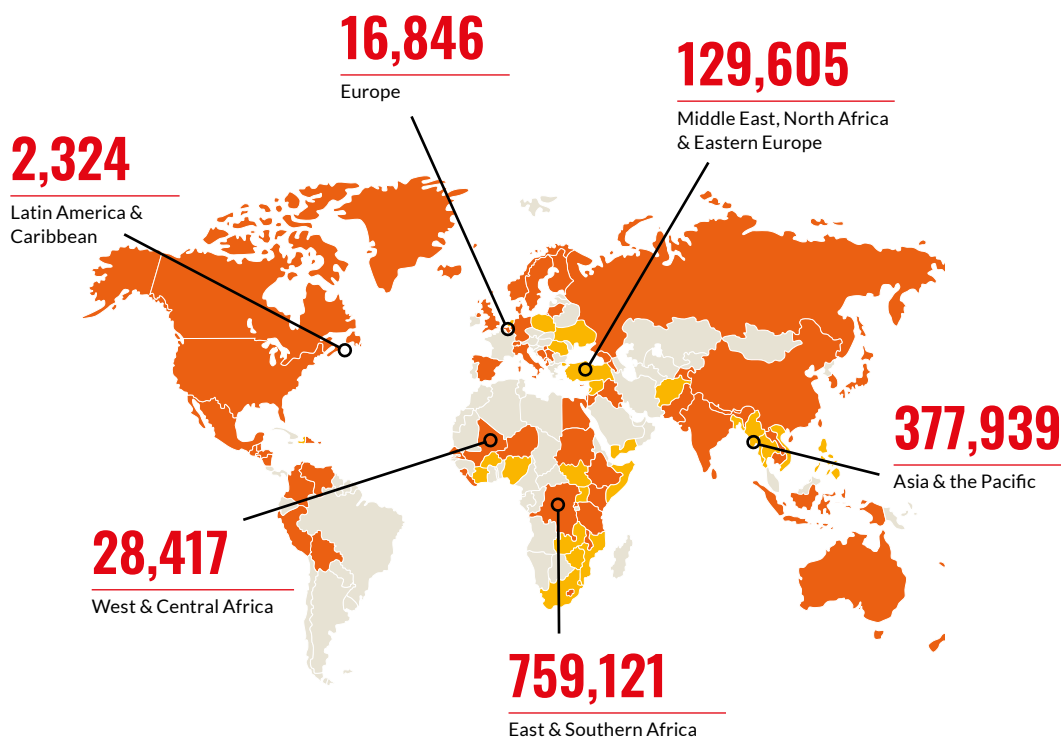 16,846
Europe
129,605
Middle East, North Africa
& Eastern Europe
2,324
Latin America &
Caribbean
377,939
Asia & the Pacific
28,417
West & Central Africa
759,121
East & Southern Africa